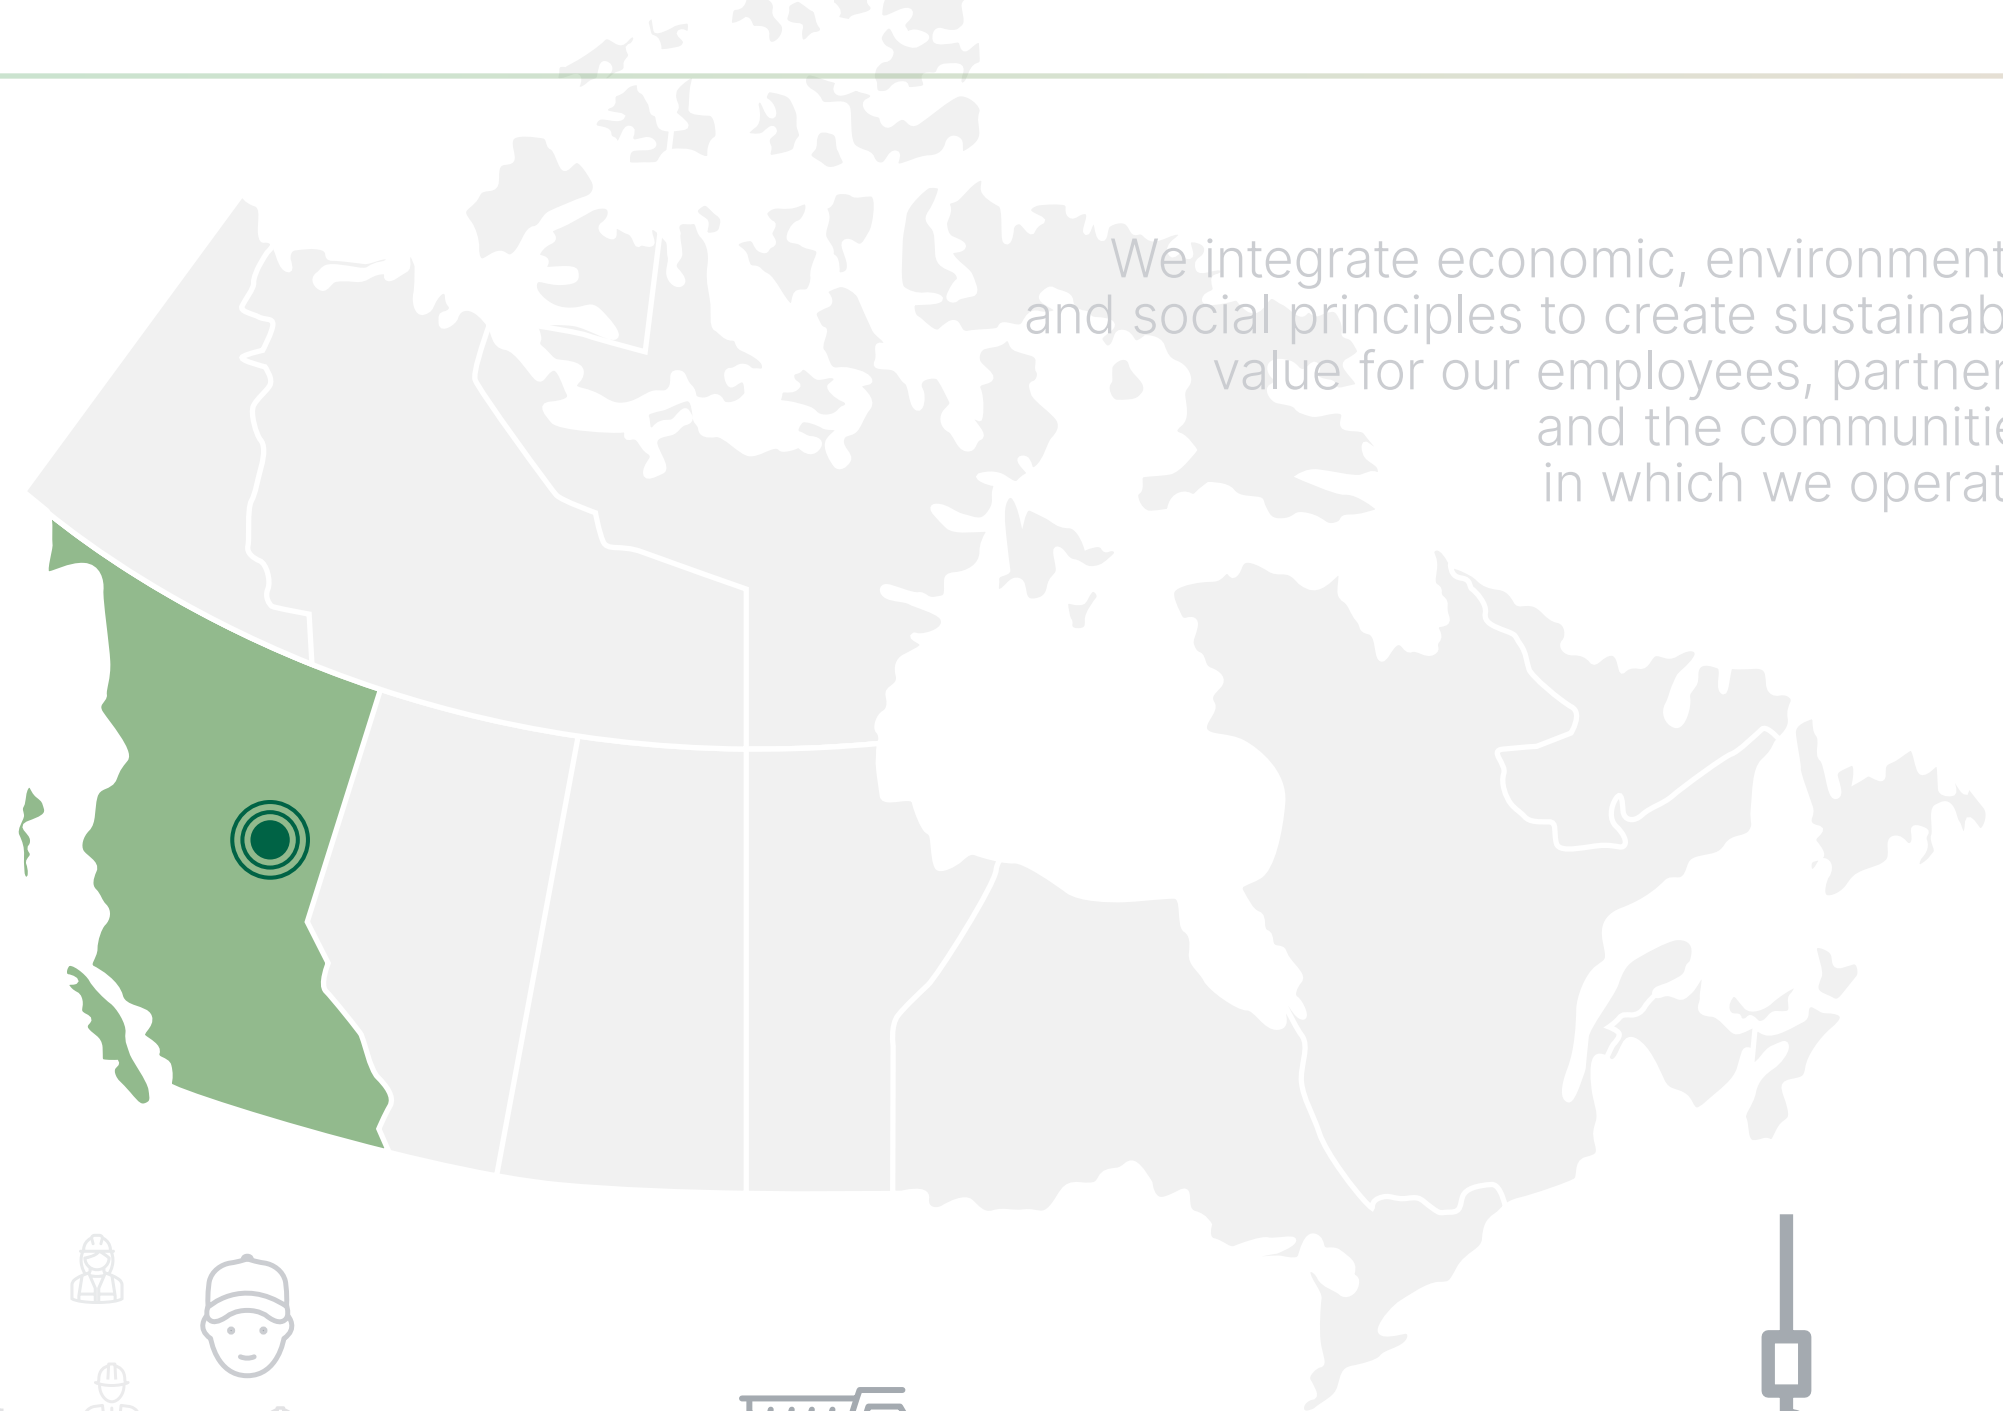 We integrate economic, environment
and social principles to create sustainab
value for our employees, partner
and the communitie
in which we operat